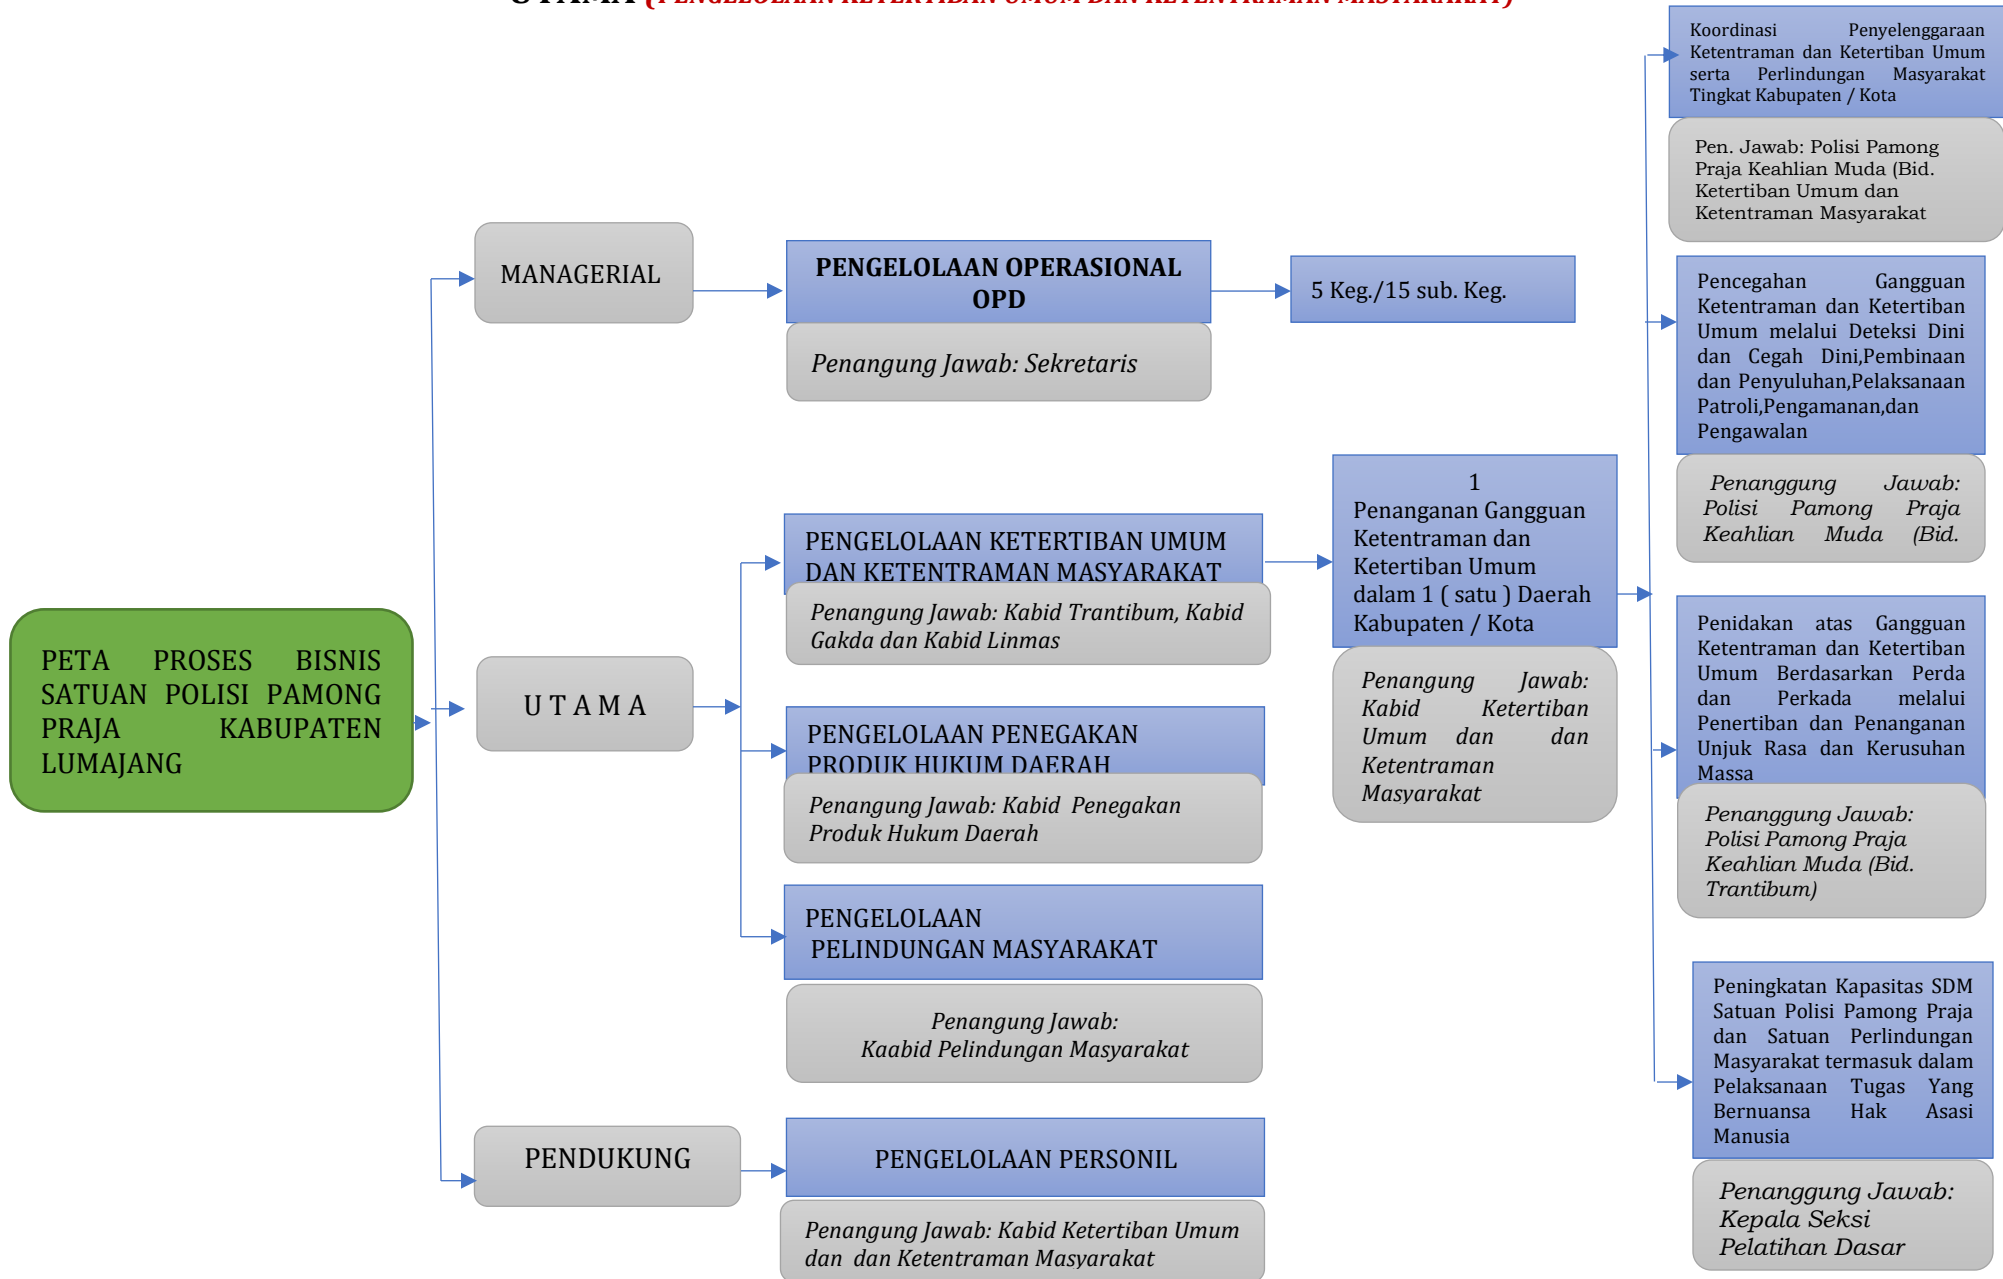 UTAMA (PENGELOLAAN KETERTIBAN UMUM DAN KETENTRAMAN MASYARAKAT)
PETA PROSES BISNIS
SATUAN POLISI PAMONG
PRAJA KABUPATEN
LUMAJANG
MANAGERIAL
PENGELOLAAN OPERASIONAL
OPD
Penangung Jawab: Sekretaris
5 Keg./15 sub. Keg.
U T A M A
PENGELOLAAN KETERTIBAN UMUM
DAN KETENTRAMAN MASYARAKAT
Penangung Jawab: Kabid Trantibum, Kabid
Gakda dan Kabid Linmas
PENGELOLAAN PENEGAKAN
PRODUK HUKUM DAERAH
Penangung Jawab: Kabid Penegakan
Produk Hukum Daerah
PENGELOLAAN
PELINDUNGAN MASYARAKAT
Penangung Jawab:
Kaabid Pelindungan Masyarakat
PENDUKUNG
PENGELOLAAN PERSONIL
Penangung Jawab: Kabid Ketertiban Umum
dan dan Ketentraman Masyarakat
1
Penanganan Gangguan
Ketentraman dan
Ketertiban Umum
dalam 1 ( satu ) Daerah
Kabupaten / Kota
Penangung Jawab:
Kabid Ketertiban
Umum dan dan
Ketentraman
Masyarakat
Koordinasi Penyelenggaraan
Ketentraman dan Ketertiban Umum
serta Perlindungan Masyarakat
Tingkat Kabupaten / Kota
Pen. Jawab: Polisi Pamong
Praja Keahlian Muda (Bid.
Ketertiban Umum dan
Ketentraman Masyarakat
Pencegahan Gangguan
Ketentraman dan Ketertiban
Umum melalui Deteksi Dini
dan Cegah Dini,Pembinaan
dan Penyuluhan,Pelaksanaan
Patroli,Pengamanan,dan
Pengawalan
Penanggung Jawab:
Polisi Pamong Praja
Keahlian Muda (Bid.
Penidakan atas Gangguan
Ketentraman dan Ketertiban
Umum Berdasarkan Perda
dan Perkada melalui
Penertiban dan Penanganan
Unjuk Rasa dan Kerusuhan
Massa
Penanggung Jawab:
Polisi Pamong Praja
Keahlian Muda (Bid.
Trantibum)
Peningkatan Kapasitas SDM
Satuan Polisi Pamong Praja
dan Satuan Perlindungan
Masyarakat termasuk dalam
Pelaksanaan Tugas Yang
Bernuansa Hak Asasi
Manusia
Penanggung Jawab:
Kepala Seksi
Pelatihan Dasar